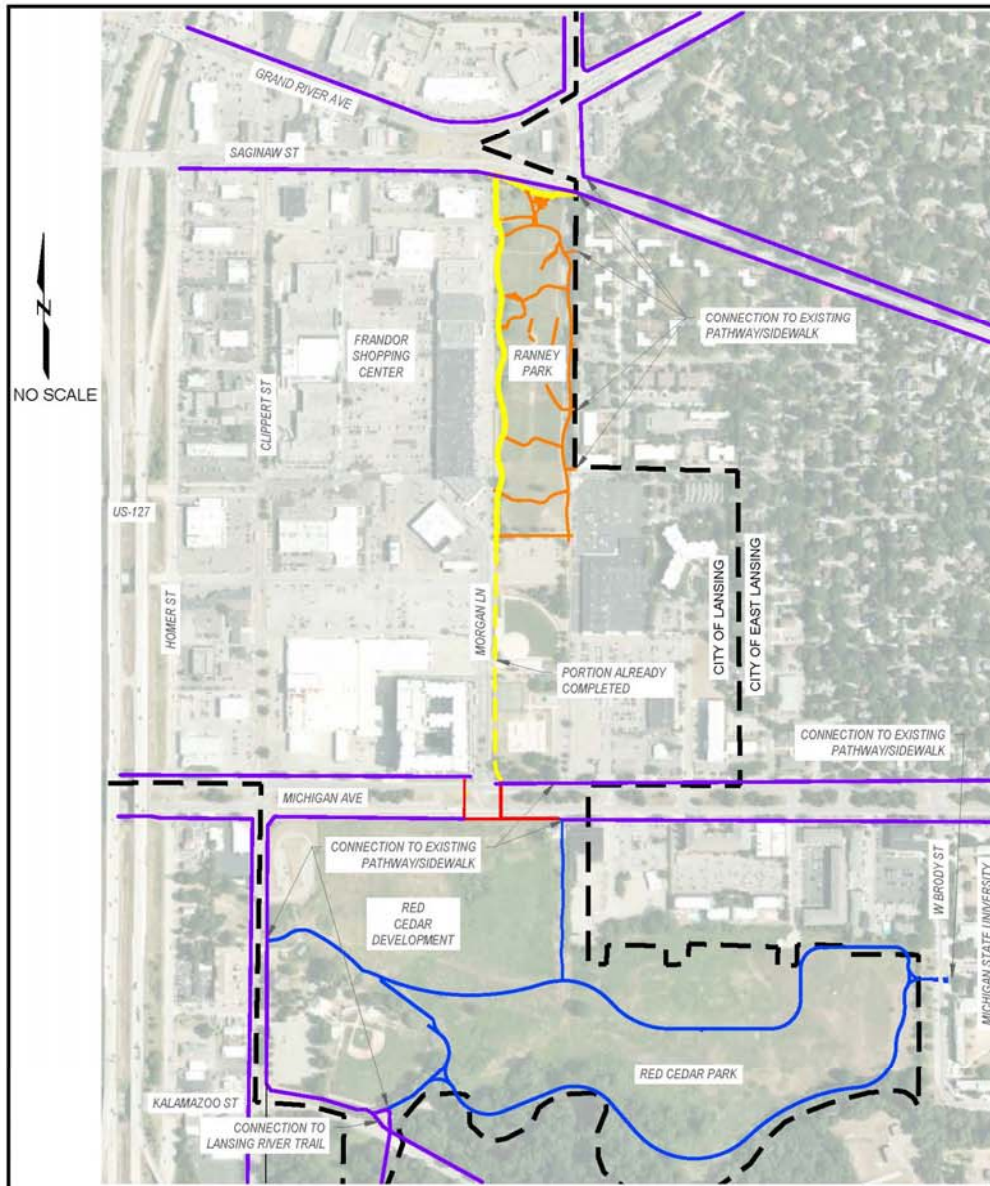 GRAND RIVER AVE
SAGINAW ST
N
NO SCALE
FRANDOR
SHOPPING
CENTER
RANNEY
PARK
CONNECTION TO EXISTING
PATHWAY/SIDEWALK
CLIPPERT ST
US-127
HOMER ST
MORGAN LN
CITY OF LANSING
CITY OF EAST LANSING
PORTION ALREADY
COMPLETED
CONNECTION TO EXISTING
PATHWAY/SIDEWALK
MICHIGAN AVE
CONNECTION TO EXISTING
PATHWAY/SIDEWALK
W BRODY ST
MICHIGAN STATE UNIVERSITY
RED
CEDAR
DEVELOPMENT
RED CEDAR PARK
KALAMAZOO ST
CONNECTION TO
LANSING RIVER TRAIL